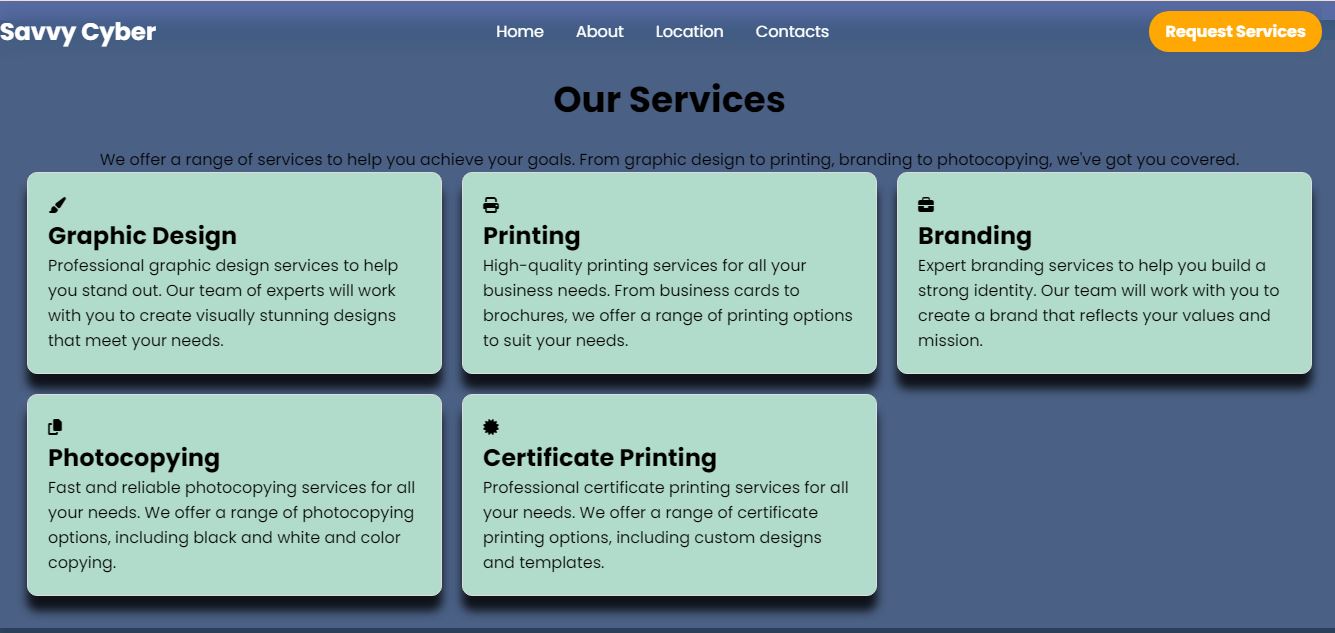 Savvy Cyber
Home About Location Contacts
Request Services
Our Services
We offer a range of services to help you achieve your goals. From graphic design to printing, branding to photocopying, we've got you covered.
Graphic Design
Professional graphic design services to help
you stand out. Our team of experts will work
with you to create visually stunning designs
that meet your needs.
Printing
High-quality printing services for all your
business needs. From business cards to
brochures, we offer a range of printing options
to suit your needs.
Branding
Expert branding services to help you build a
strong identity. Our team will work with you to
create a brand that reflects your values and
mission.
Photocopying
Fast and reliable photocopying services for all
your needs. We offer a range of photocopying
options, including black and white and color
copying.
Certificate Printing
Professional certificate printing services for all
your needs. We offer a range of certificate
printing options, including custom designs
and templates.